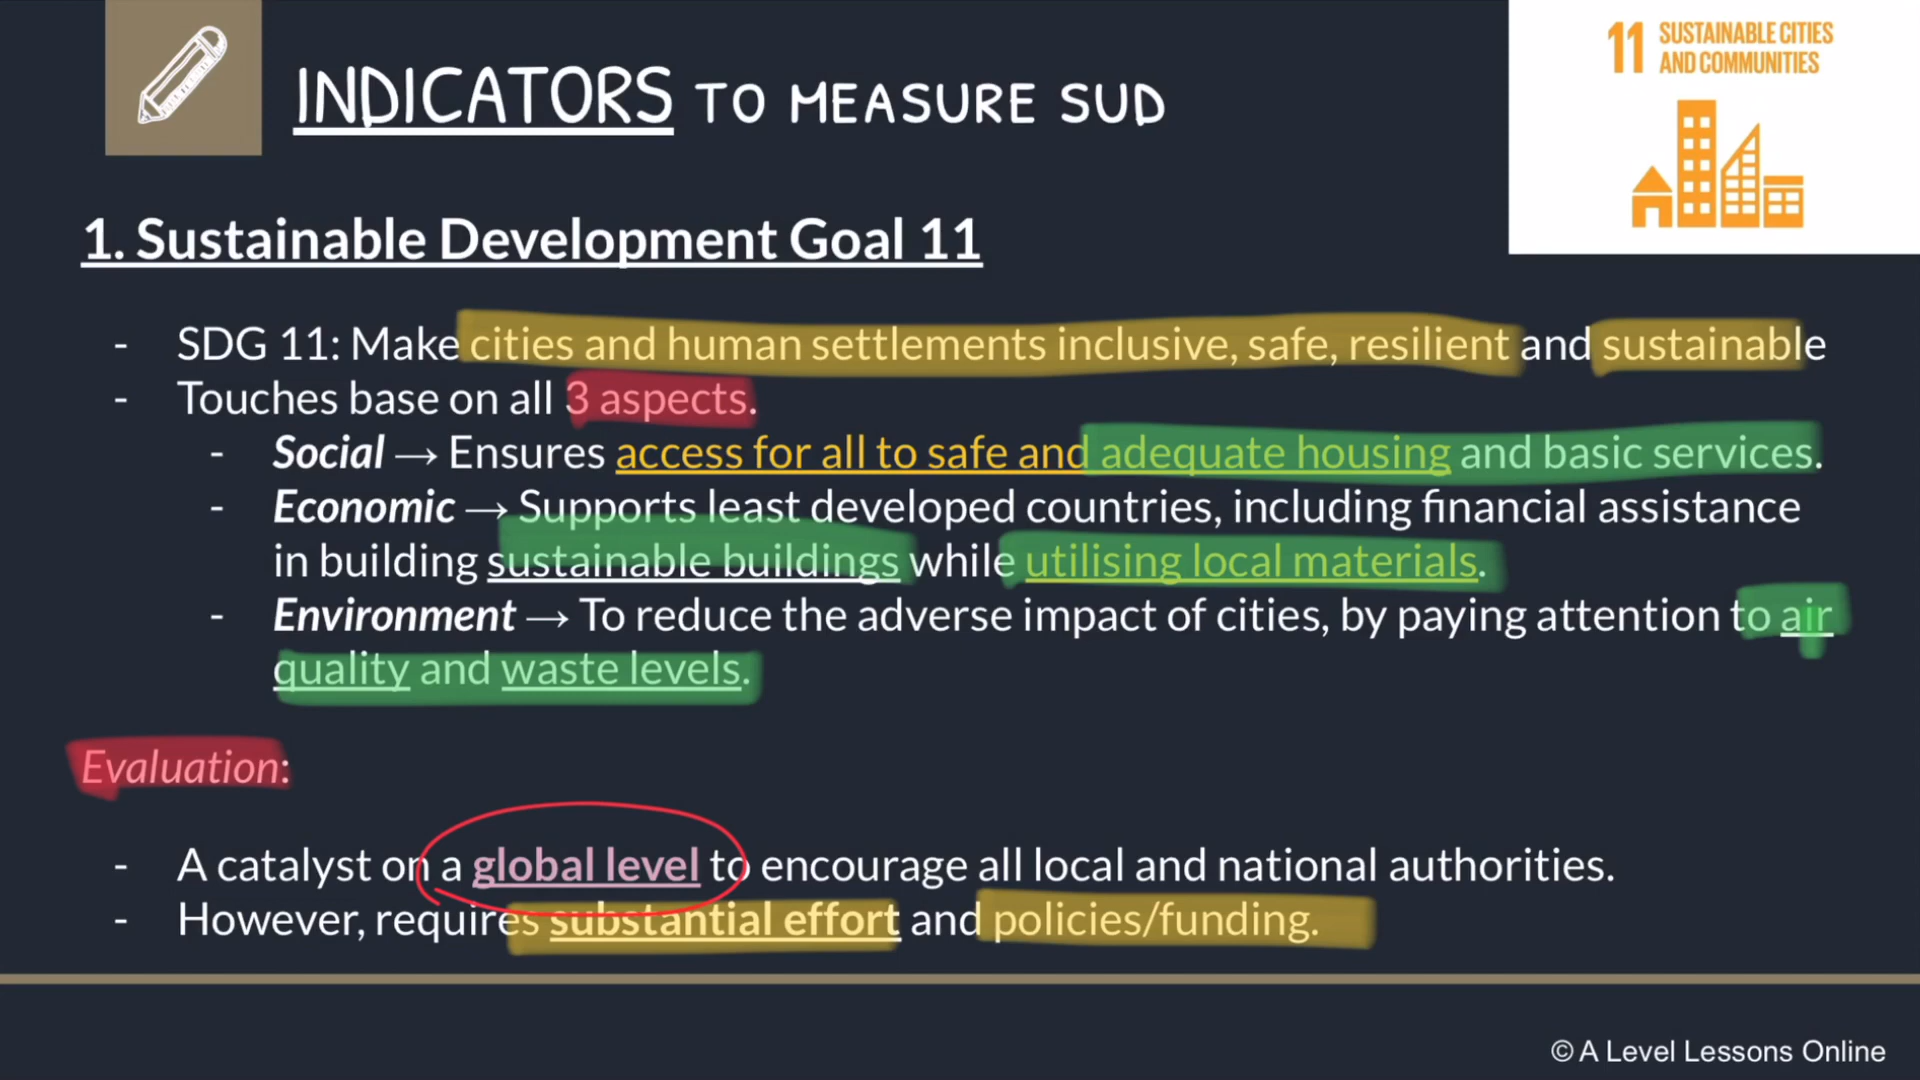 INDICATORS TO MEASURE SUD
11 SUSTAINABLE CITIES
AND COMMUNITIES
1. Sustainable Development Goal 11
- SDG 11: Make cities and human settlements inclusive, safe, resilient and sustainable
- Touches base on all 3 aspects.
- Social → Ensures access for all to safe and adequate housing and basic services.
- Economic → Supports least developed countries, including financial assistance
in building sustainable buildings while utilising local materials.
- Environment → To reduce the adverse impact of cities, by paying attention to air
quality and waste levels.
Evaluation:
- A catalyst on a global level to encourage all local and national authorities.
- However, requires substantial effort and policies/funding.
© A Level Lessons Online